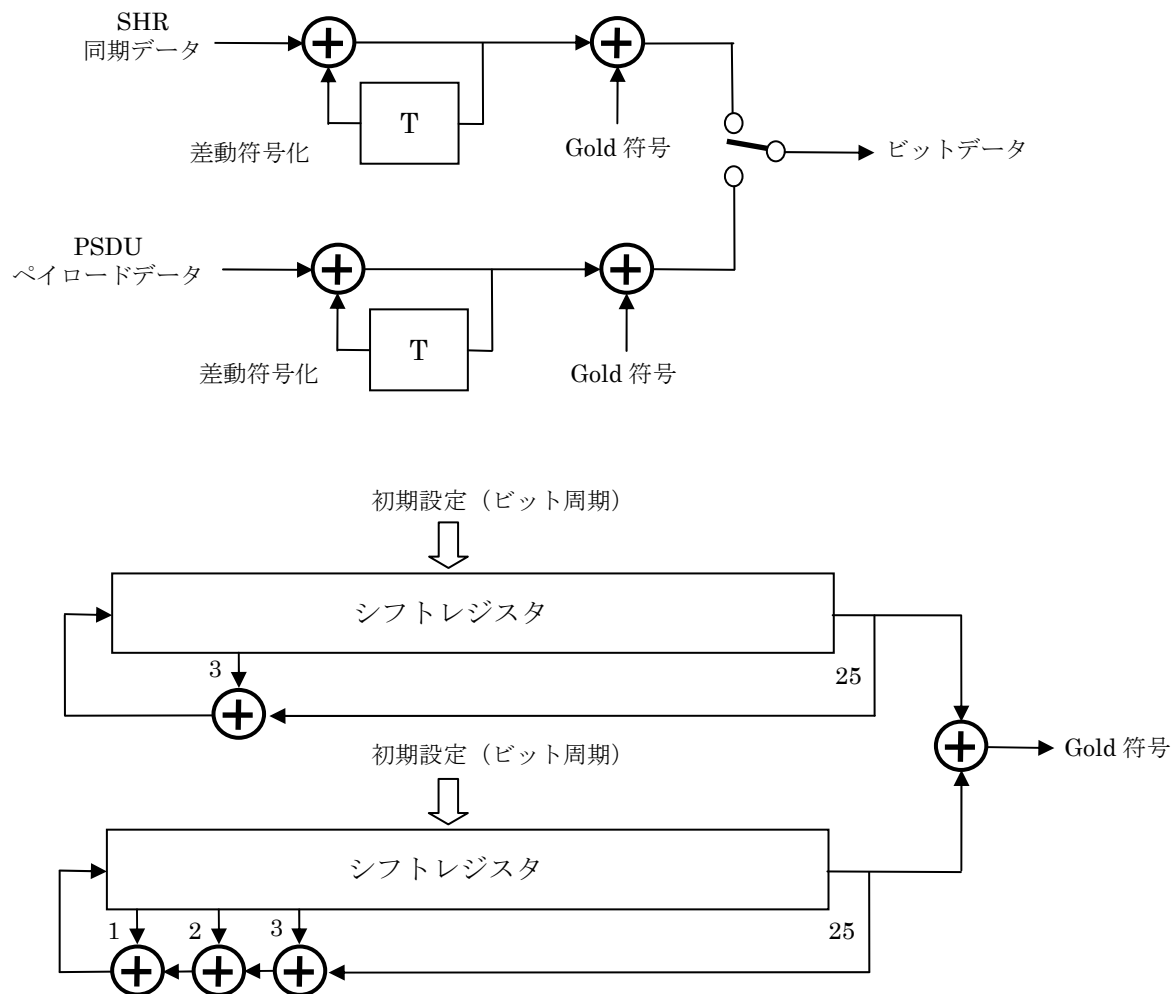 SHR
同期データ
T
差動符号化
Gold 符号
ビットデータ
PSDU
ペイロードデータ
T
差動符号化
Gold 符号
初期設定（ビット周期）
シフトレジスタ
3
25
Gold 符号
初期設定（ビット周期）
シフトレジスタ
1
2
3
25